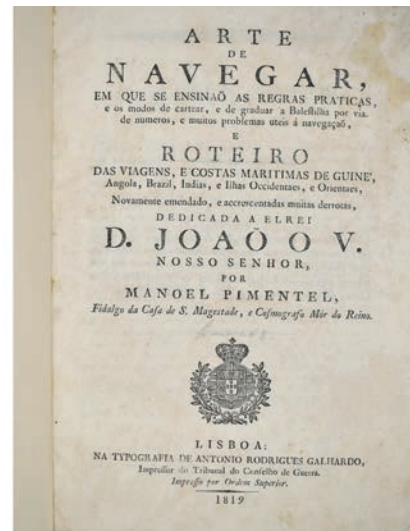 ARTE
DE
NAVEGAR,
EM QUE SE ENSINAÕ AS REGRAS PRATICAS,
e os modos de cartear, e de graduar a Balestilha por via
de numeros, e muitos problemas uteis á navegaçaõ,
E
ROTEIRO
DAS VIAGENS, E COSTAS MARITIMAS DE GUINE',
Angola, Brazil, Indias, e Ilhas Occidentaes, e Orientaes,
Novamente emendado, e accrescentadas muitas derrotas,
DEDICADA A ELREI
D. JOAÕ O V.
NOSSO SENHOR,
POR
MANOEL PIMENTEL,
Fidalgo da Casa de S. Magestade, e Cosmografo Mór do Reino.
LISBOA:
NA TYPOGRAFIA DE ANTONIO RODRIGUES GALHARDO,
Impressor do Tribunal do Conselho de Guerra.
Impresso por Ordem Superior.
1819